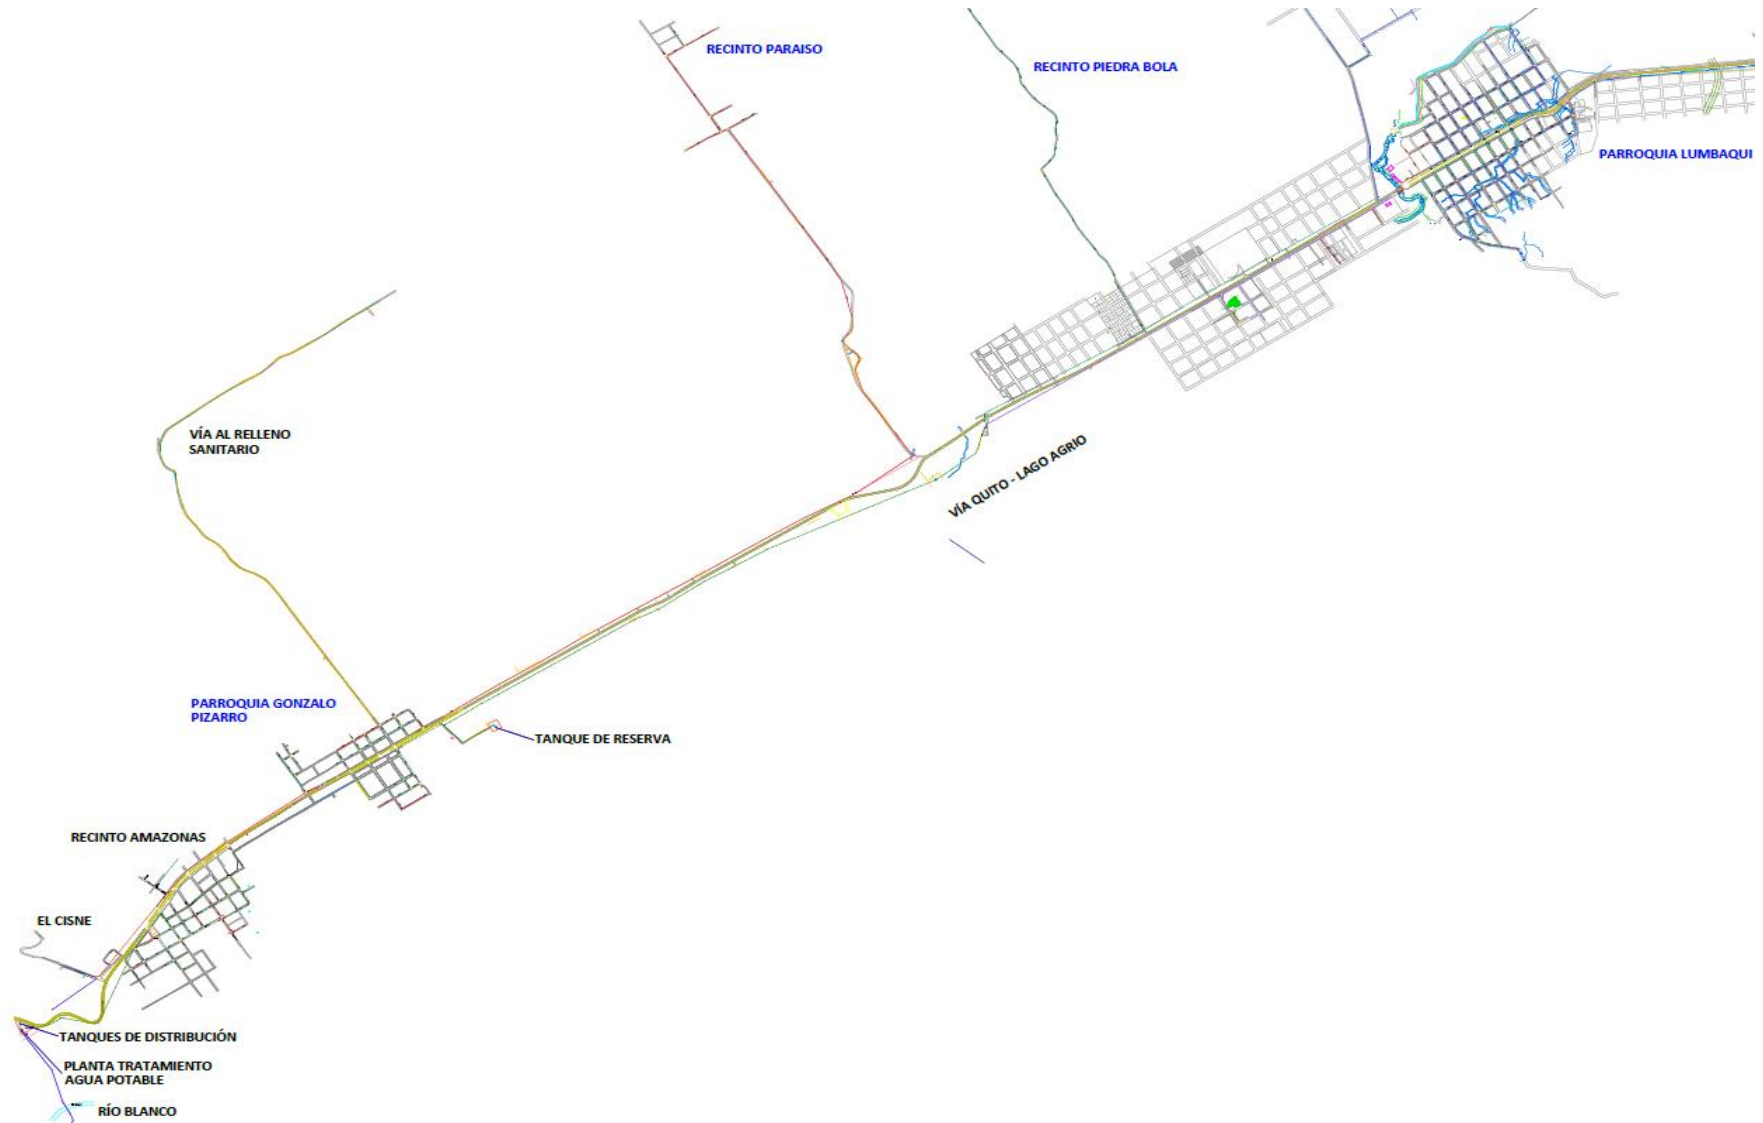 RECINTO PARAISO
RECINTO PIEDRA BOLA
PARROQUIA LUMBAQUI
VÍA AL RELLENO
SANITARIO
VÍA QUITO - LAGO AGRIO
PARROQUIA GONZALO
PIZARRO
TANQUE DE RESERVA
RECINTO AMAZONAS
EL CISNE
TANQUES DE DISTRIBUCIÓN
PLANTA TRATAMIENTO
AGUA POTABLE
RÍO BLANCO